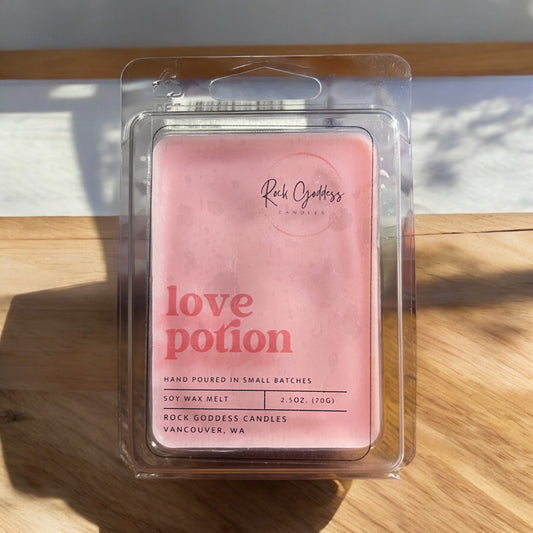 Rock Goddess
CANDLES
love
potion
HAND POURED IN SMALL BATCHES
SOY WAX MELT
2.5OZ. (70G)
ROCK GODDESS CANDLES
VANCOUVER, WA